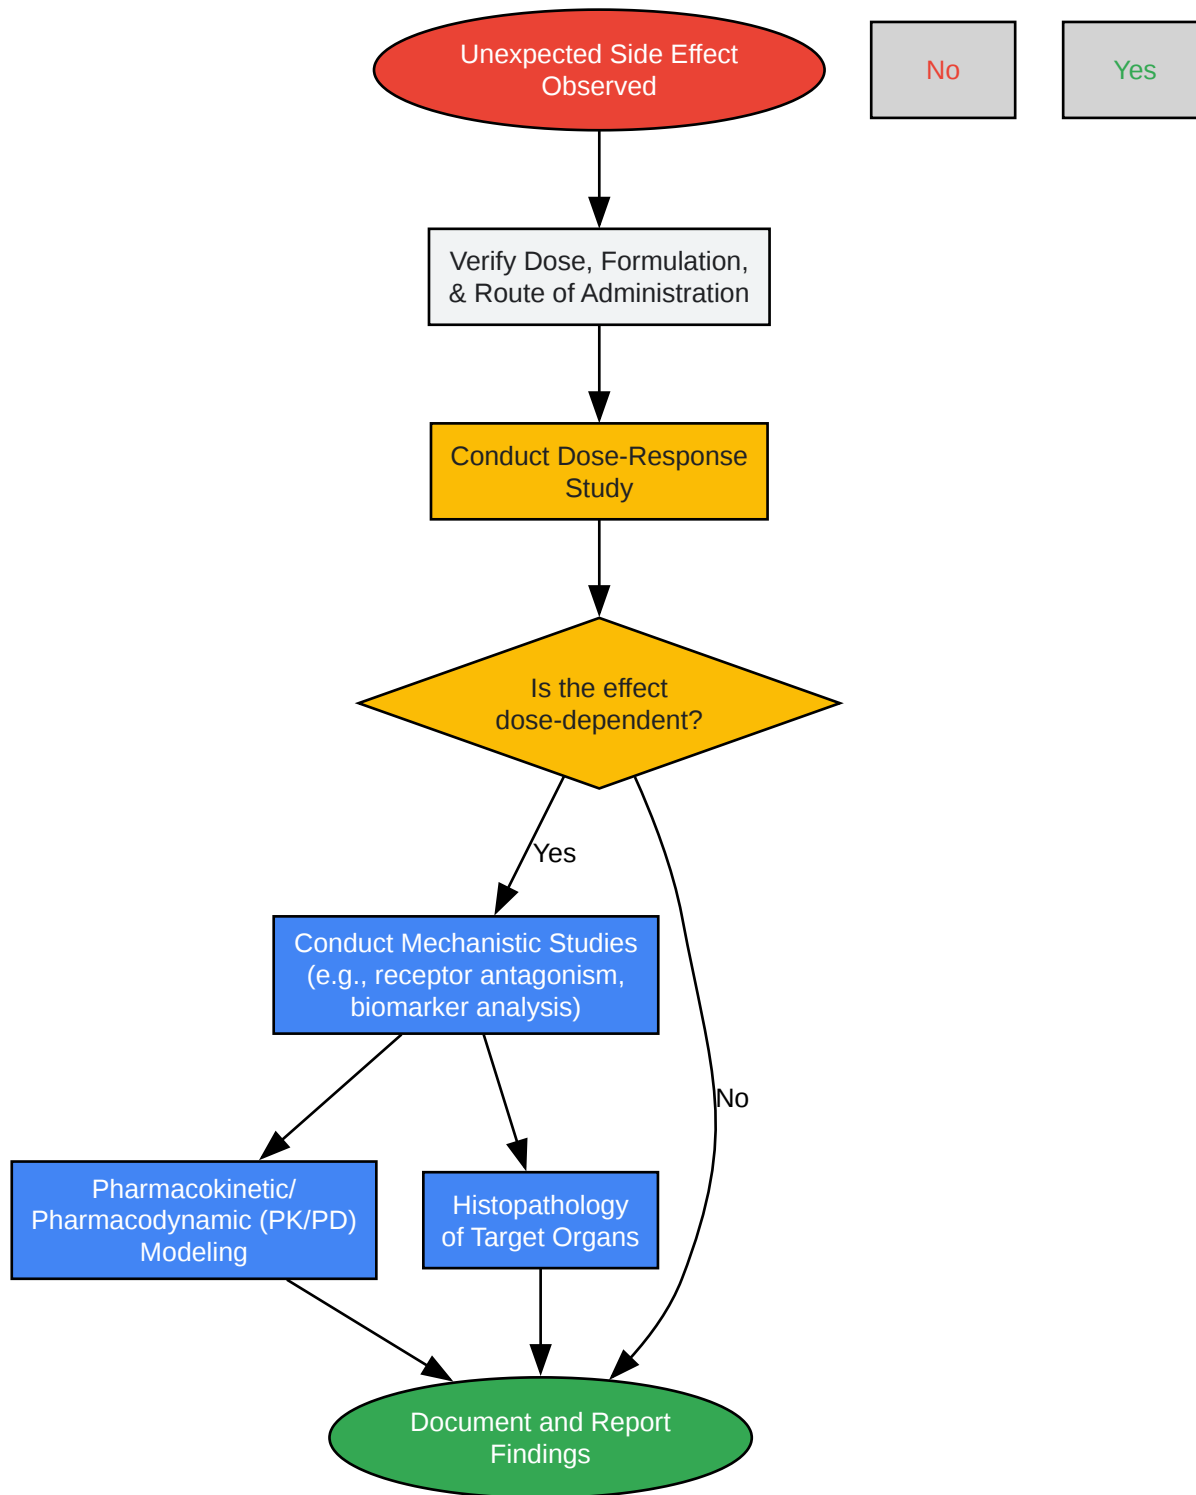 Unexpected Side Effect
Observed
No
Yes
Verify Dose, Formulation,
& Route of Administration
Conduct Dose-Response
Study
Is the effect
dose-dependent?
Yes
Conduct Mechanistic Studies
(e.g., receptor antagonism,
biomarker analysis)
No
Pharmacokinetic/
Pharmacodynamic (PK/PD)
Modeling
Histopathology
of Target Organs
Document and Report
Findings